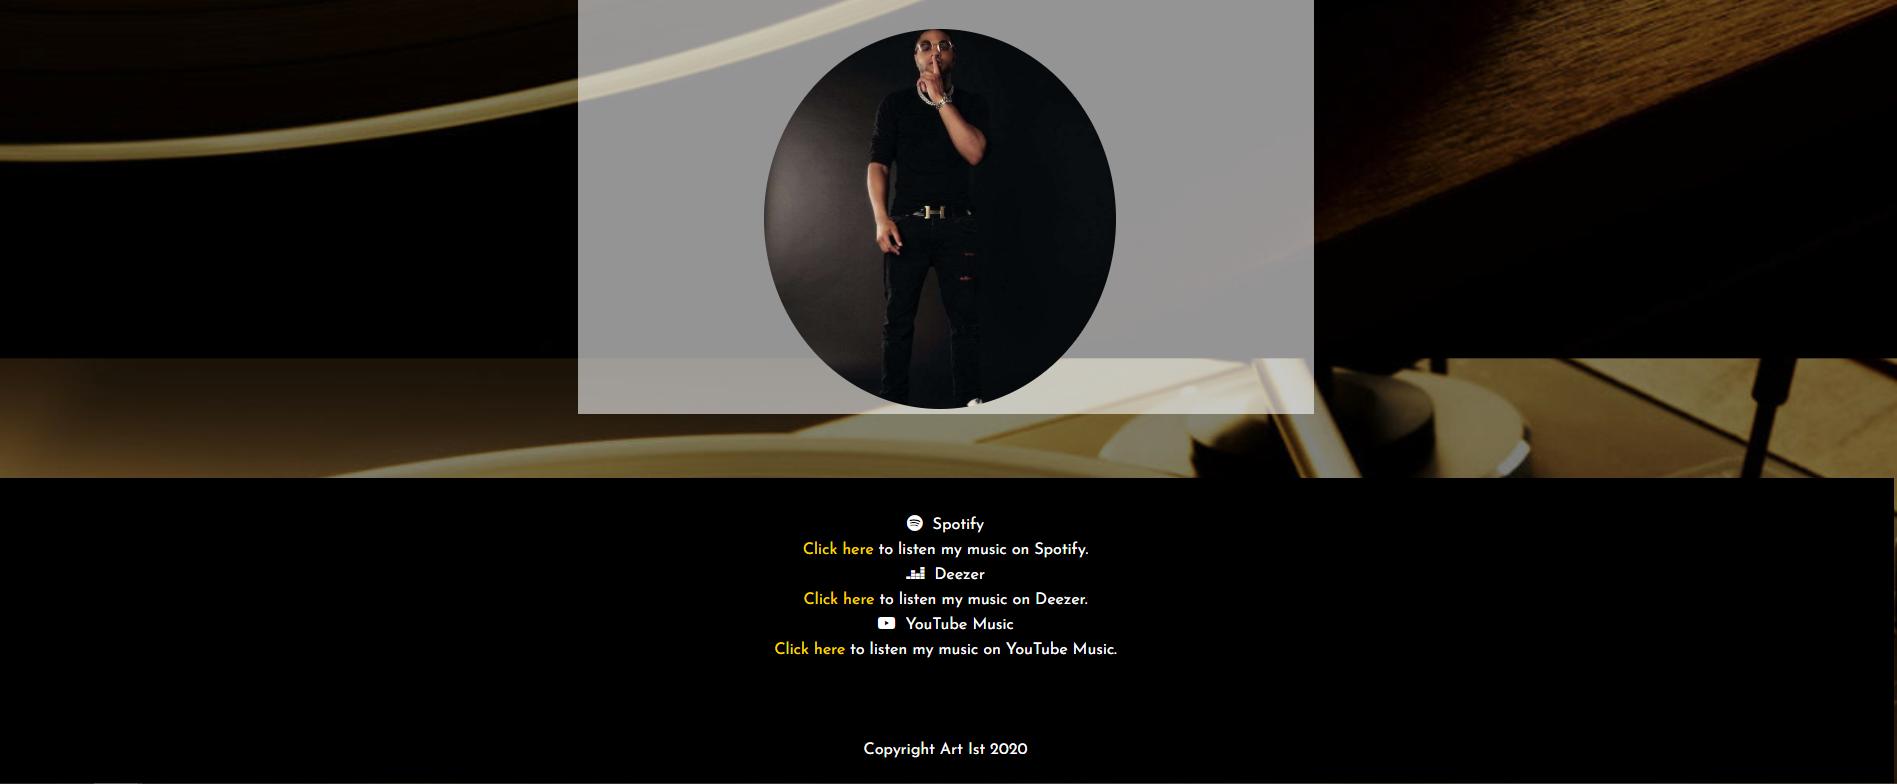 Spotify
Click here to listen my music on Spotify.
Deezer
Click here to listen my music on Deezer.
YouTube Music
Click here to listen my music on YouTube Music.
Copyright Art Ist 2020